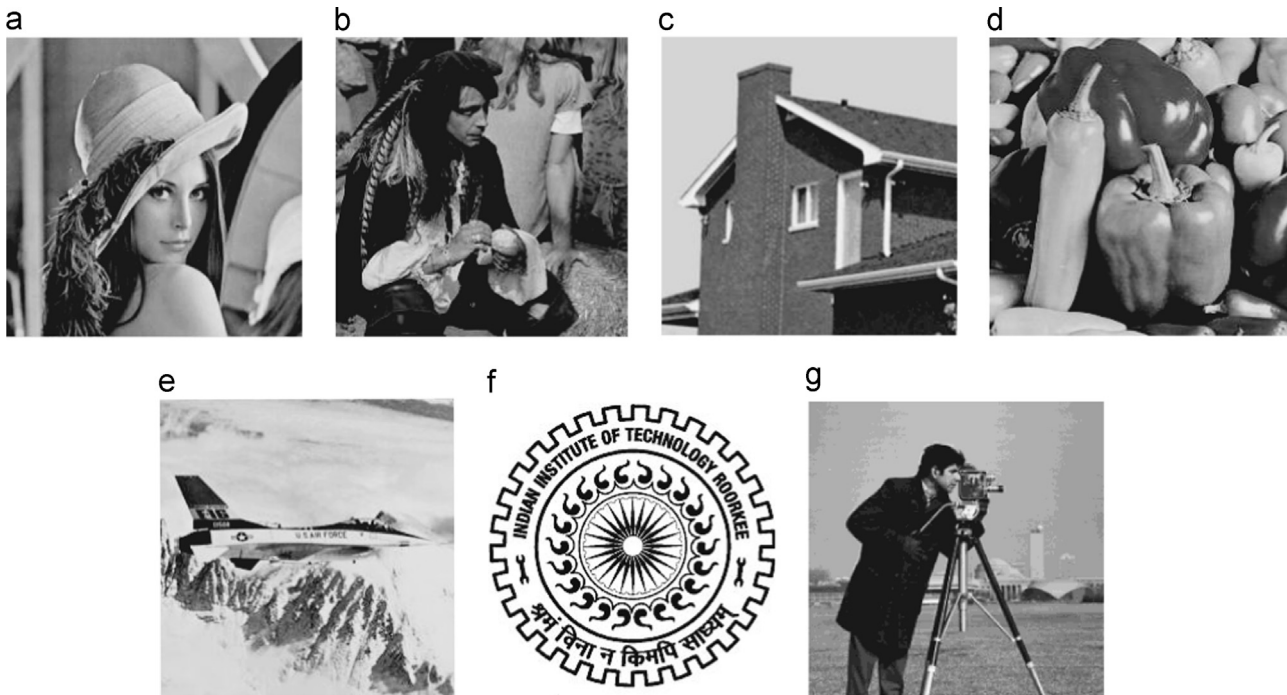 a
b
c
d
e
f
g
U.S. AIR FORCE
INDIAN INSTITUTE OF TECHNOLOGY ROORKEE
श्रमं विना न किमपि साध्यम्